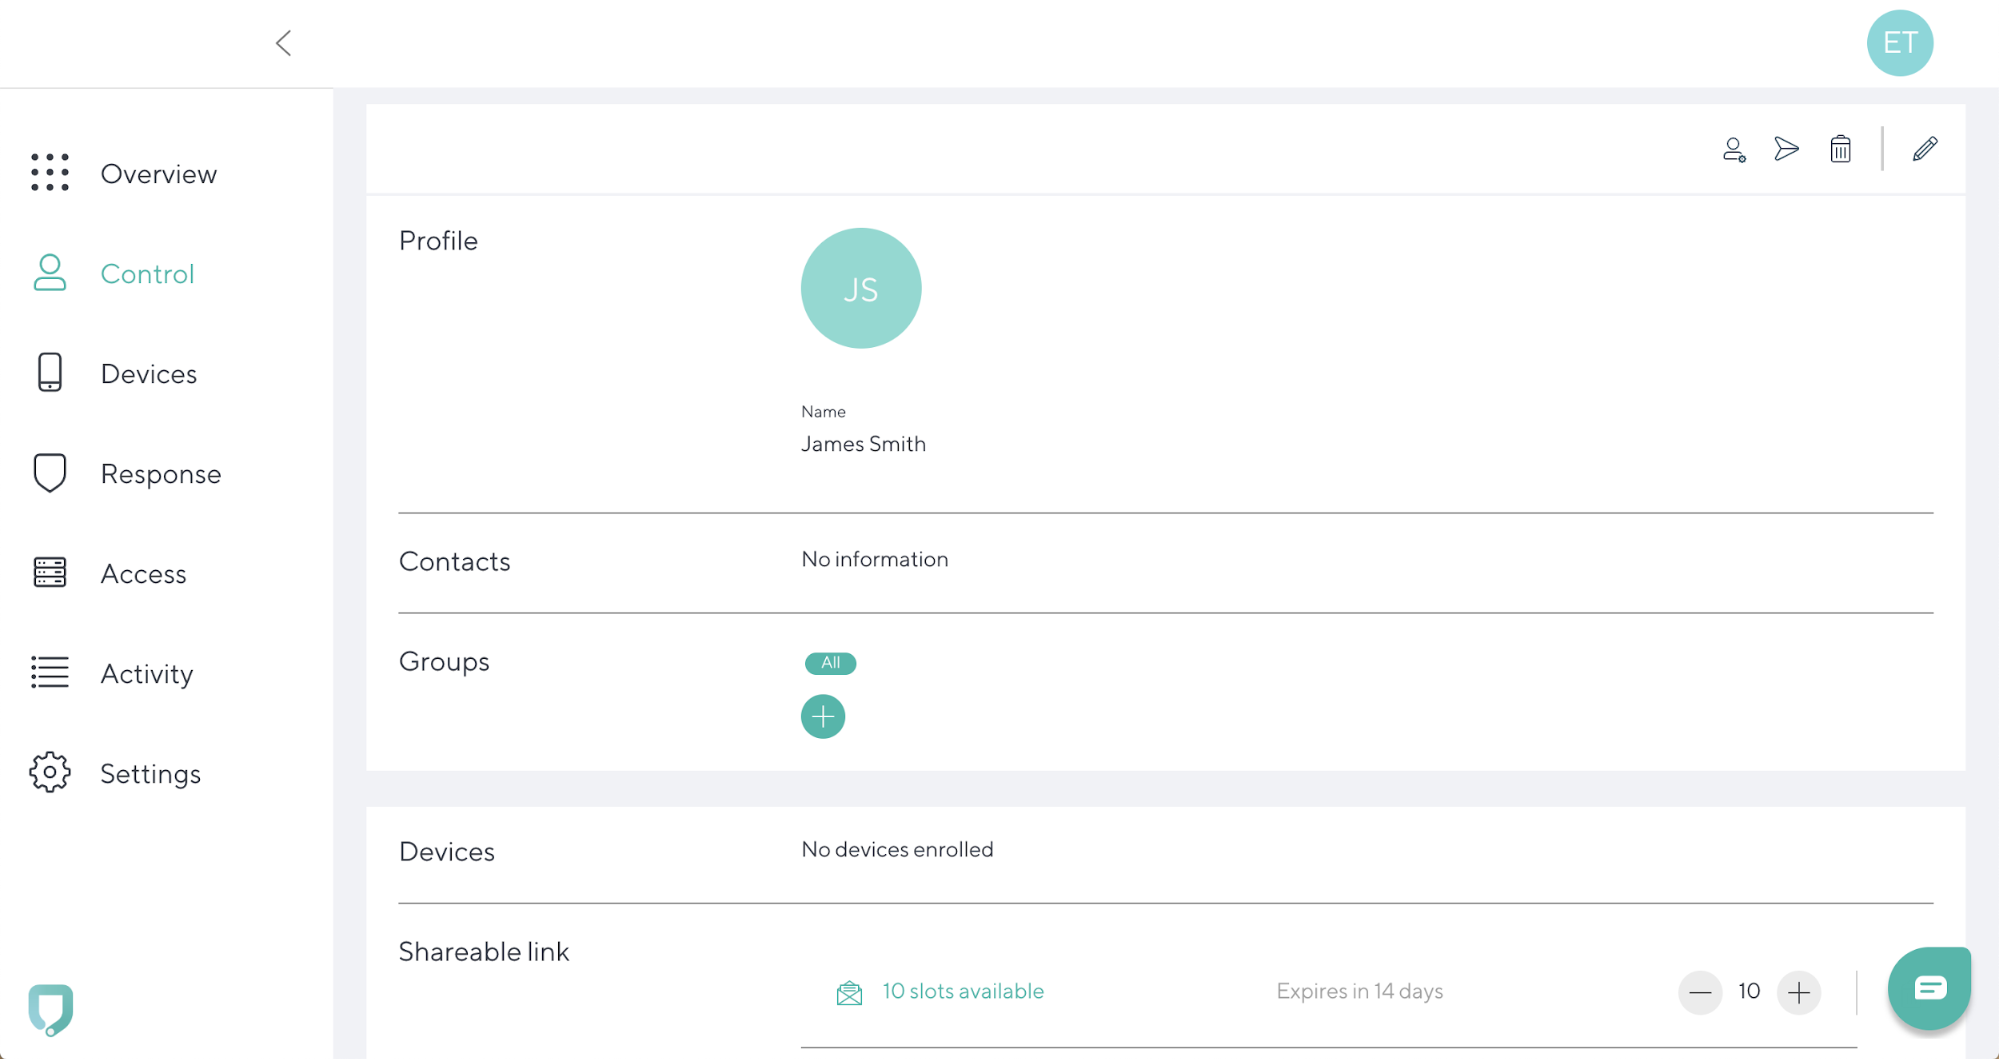 ET
Overview
Control
Devices
Response
Access
Activity
Settings
Profile
JS
Name
James Smith
Contacts
No information
Groups
All
Devices
No devices enrolled
Shareable link
10 slots available
Expires in 14 days
10